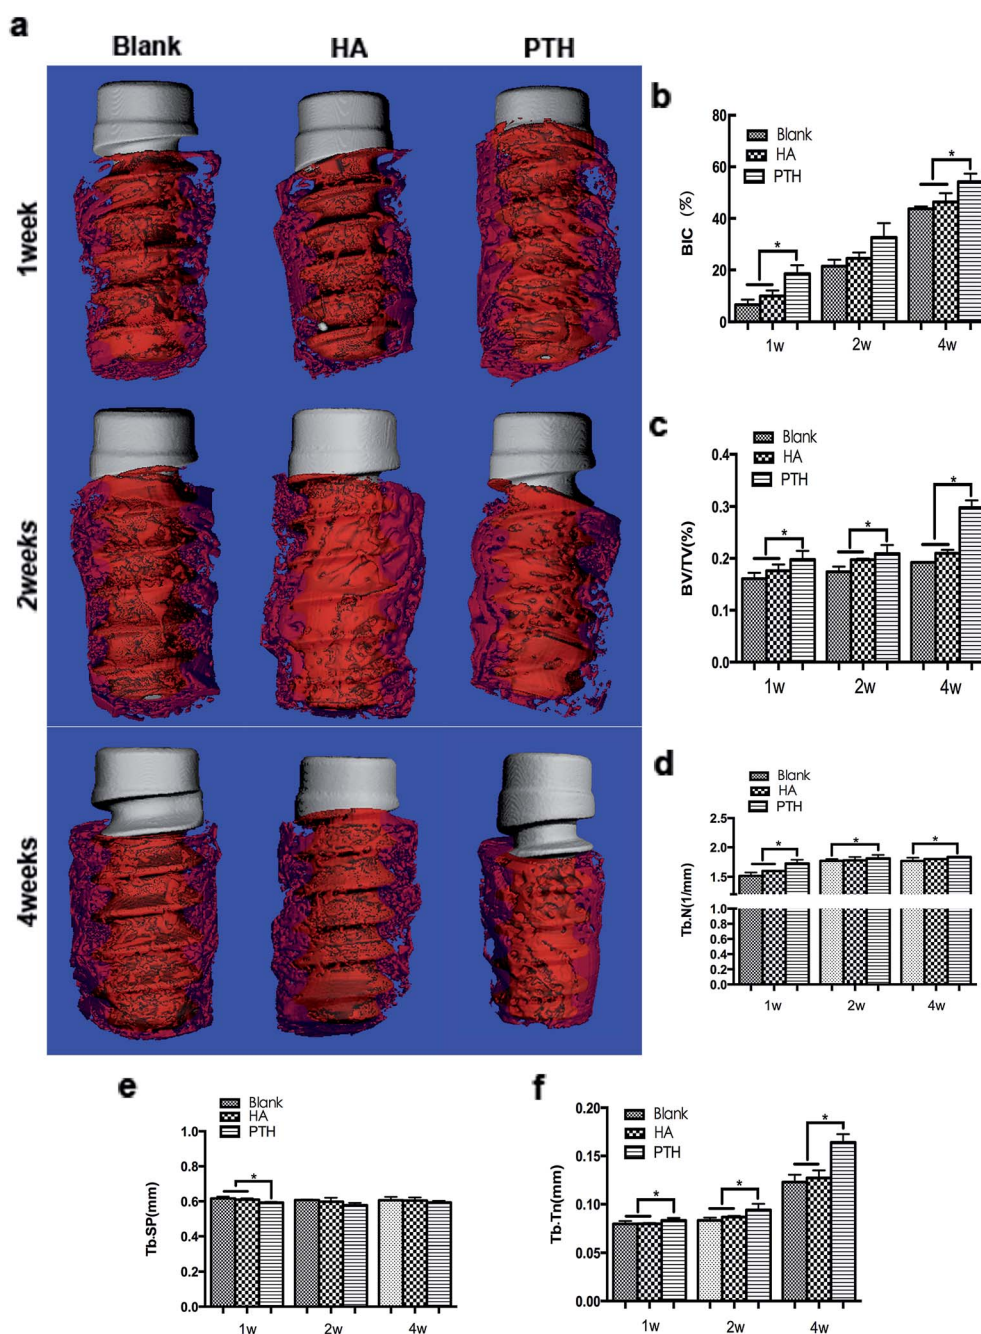 a
Blank HA PTH
1week
2weeks
4weeks
b
Blank
HA
PTH
BIC (%)
80
60
40
20
0
* *
1w 2w 4w
c
Blank
HA
PTH
BV/TV(%)
0.4
0.3
0.2
0.1
0.0
* * *
1w 2w 4w
d
Blank
HA
PTH
Tb.N(1/mm)
2.5
2.0
1.5
1.0
0.8
0.6
0.4
0.2
0.0
* * *
1w 2w 4w
e
Blank
HA
PTH
Tb-SP(mm)
1.0
0.8
0.6
0.4
0.2
0.0
*
1w 2w 4w
f
Blank
HA
PTH
Tb-Tn(mm)
0.20
0.15
0.10
0.05
0.00
* * *
1w 2w 4w